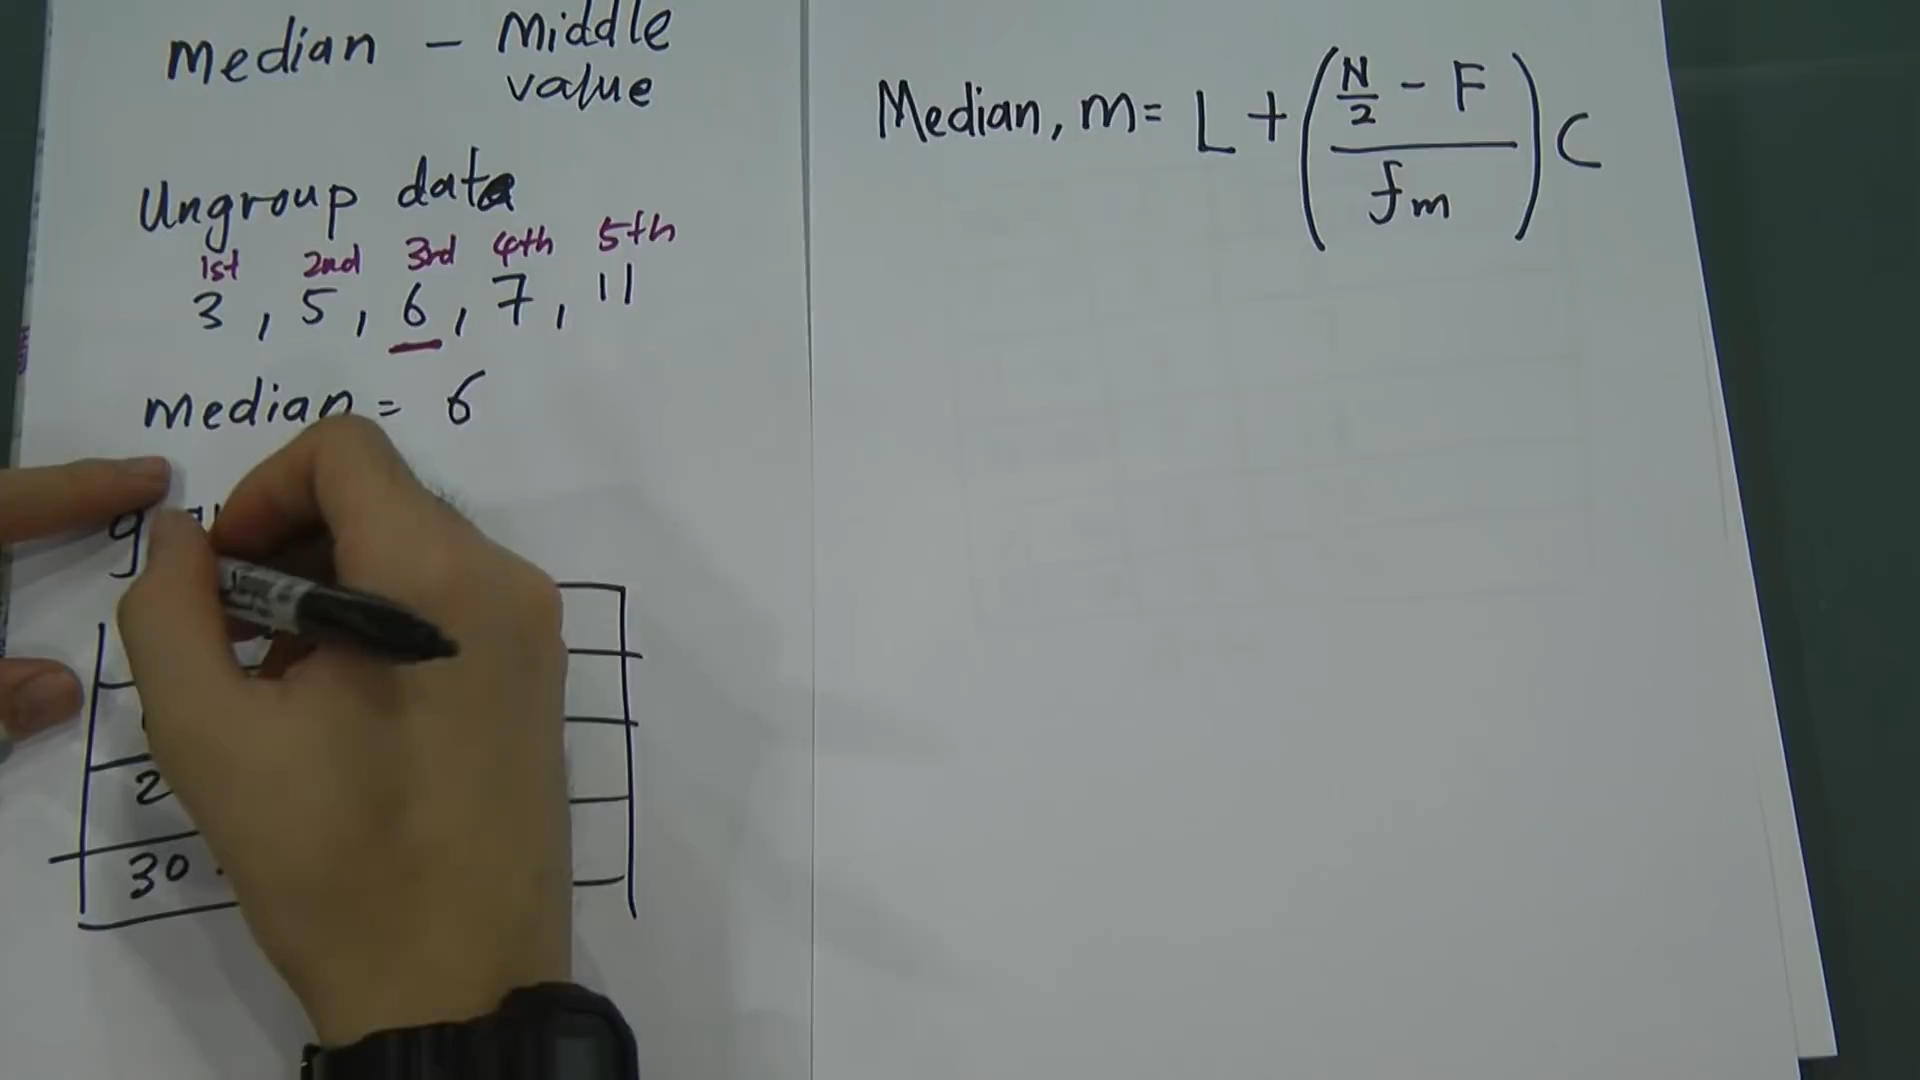 Median - Middle
value
Ungroup data
1st 2nd 3rd 4th 5th
3 , 5 , 6 , 7 , 11
median = 6
g
2
30
Median, m = L + ( (N/2 - F) / fm ) C